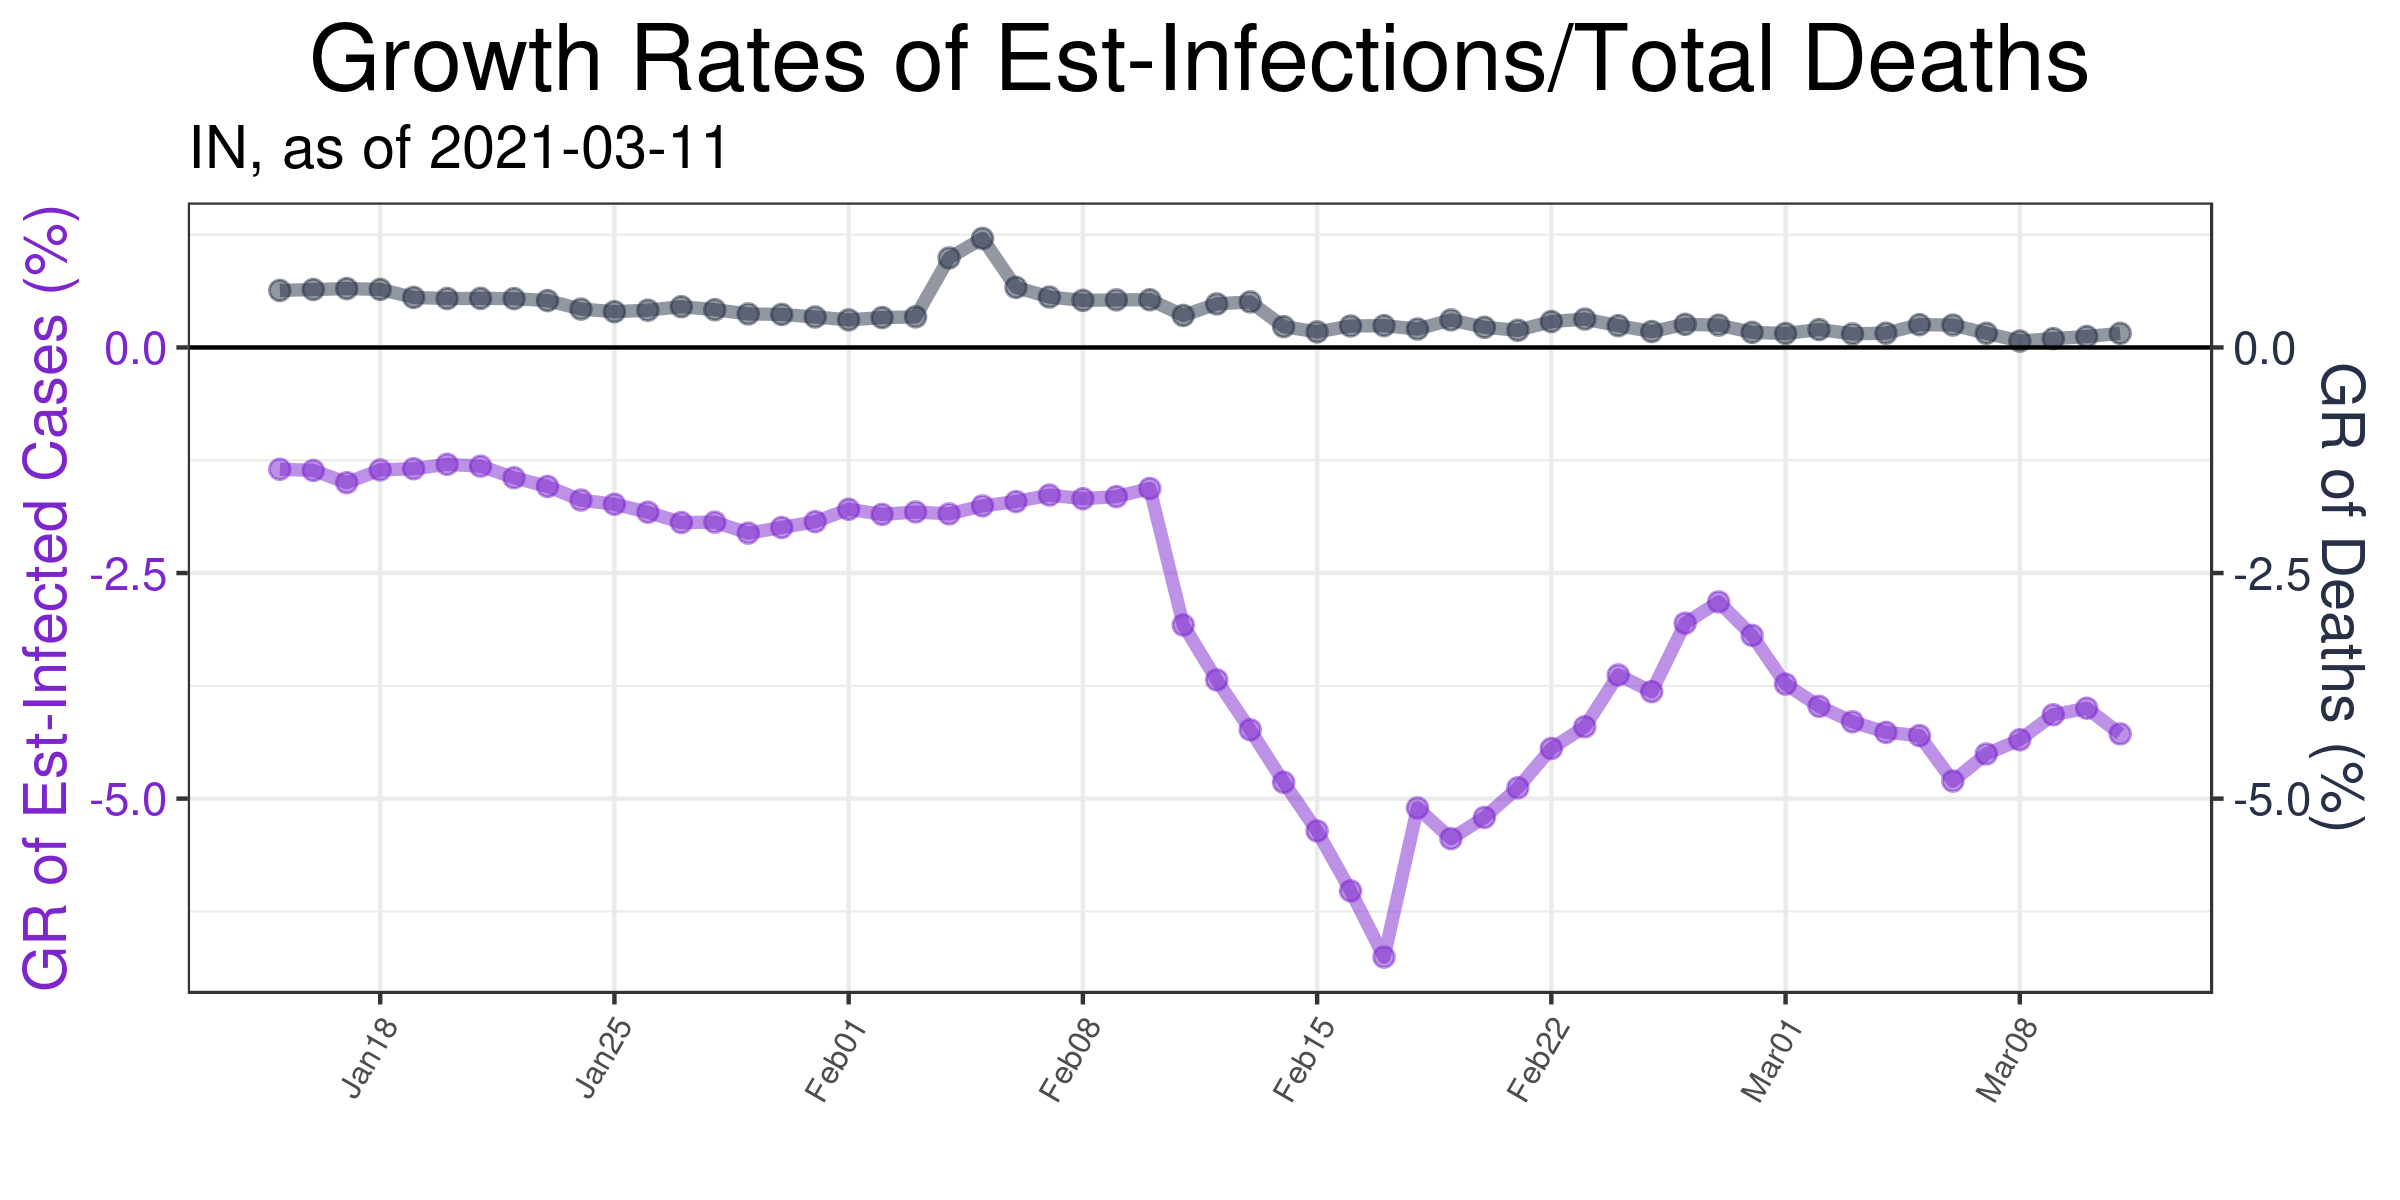 Growth Rates of Est-Infections/Total Deaths
IN, as of 2021-03-11
GR of Est-Infected Cases (%)
0.0
-2.5
-5.0
0.0
-2.5
-5.0
GR of Deaths (%)
Jan18
Jan25
Feb01
Feb08
Feb15
Feb22
Mar01
Mar08